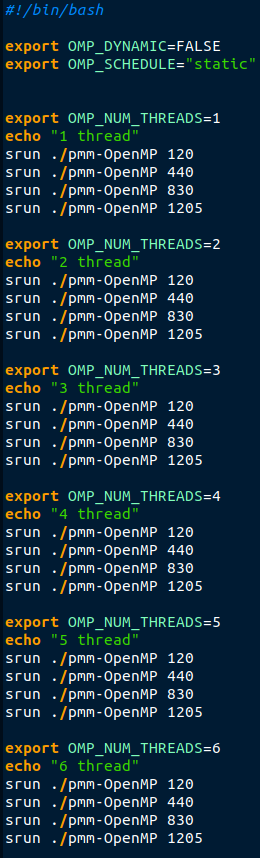 #!/bin/bash
export OMP_DYNAMIC=FALSE
export OMP_SCHEDULE="static"
export OMP_NUM_THREADS=1
echo "1 thread"
srun ./pmm-OpenMP 120
srun ./pmm-OpenMP 440
srun ./pmm-OpenMP 830
srun ./pmm-OpenMP 1205
export OMP_NUM_THREADS=2
echo "2 thread"
srun ./pmm-OpenMP 120
srun ./pmm-OpenMP 440
srun ./pmm-OpenMP 830
srun ./pmm-OpenMP 1205
export OMP_NUM_THREADS=3
echo "3 thread"
srun ./pmm-OpenMP 120
srun ./pmm-OpenMP 440
srun ./pmm-OpenMP 830
srun ./pmm-OpenMP 1205
export OMP_NUM_THREADS=4
echo "4 thread"
srun ./pmm-OpenMP 120
srun ./pmm-OpenMP 440
srun ./pmm-OpenMP 830
srun ./pmm-OpenMP 1205
export OMP_NUM_THREADS=5
echo "5 thread"
srun ./pmm-OpenMP 120
srun ./pmm-OpenMP 440
srun ./pmm-OpenMP 830
srun ./pmm-OpenMP 1205
export OMP_NUM_THREADS=6
echo "6 thread"
srun ./pmm-OpenMP 120
srun ./pmm-OpenMP 440
srun ./pmm-OpenMP 830
srun ./pmm-OpenMP 1205